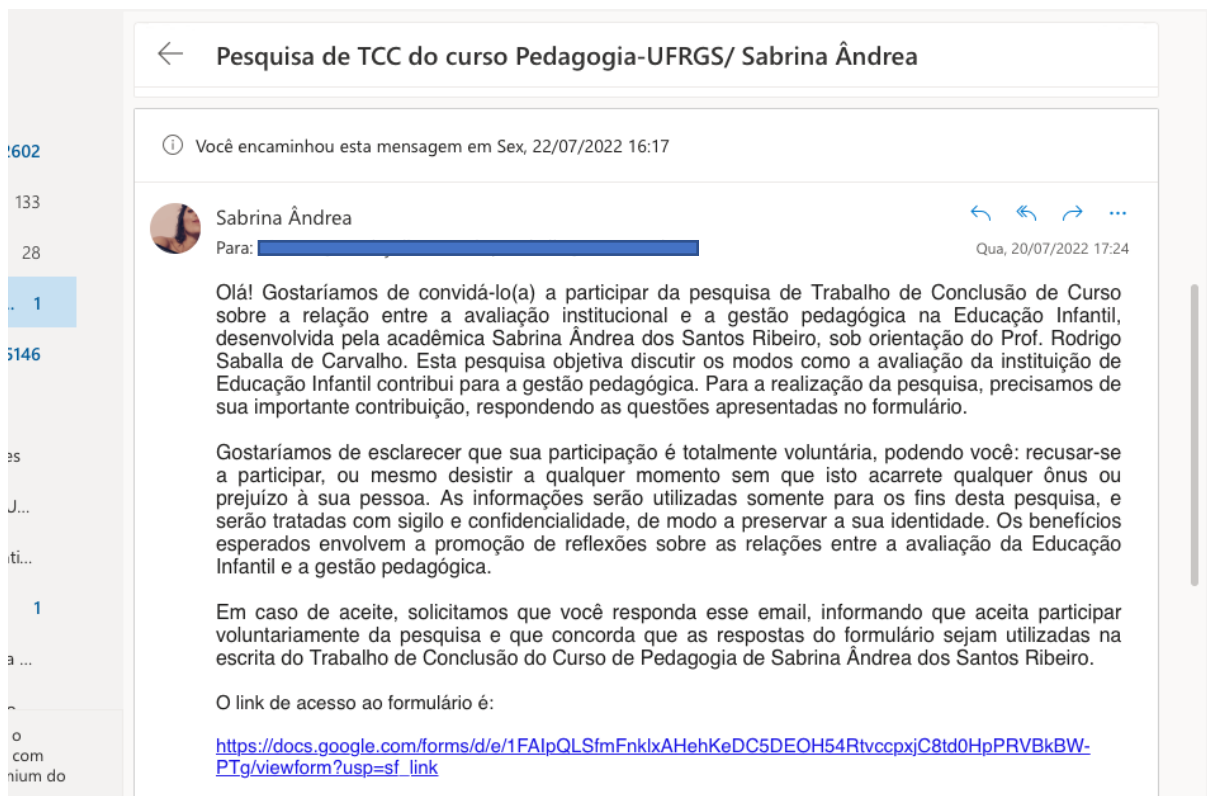 Pesquisa de TCC do curso Pedagogia-UFRGS/ Sabrina Ândrea
Você encaminhou esta mensagem em Sex, 22/07/2022 16:17
133
28
1
Sabrina Ândrea
Para:
Qua, 20/07/2022 17:24
Olá! Gostaríamos de convidá-lo(a) a participar da pesquisa de Trabalho de Conclusão de Curso
sobre a relação entre a avaliação institucional e a gestão pedagógica na Educação Infantil,
desenvolvida pela acadêmica Sabrina Ândrea dos Santos Ribeiro, sob orientação do Prof. Rodrigo
Saballa de Carvalho. Esta pesquisa objetiva discutir os modos como a avaliação da instituição de
Educação Infantil contribui para a gestão pedagógica. Para a realização da pesquisa, precisamos de
sua importante contribuição, respondendo as questões apresentadas no formulário.
Gostaríamos de esclarecer que sua participação é totalmente voluntária, podendo você: recusar-se
a participar, ou mesmo desistir a qualquer momento sem que isto acarrete qualquer ônus ou
prejuízo à sua pessoa. As informações serão utilizadas somente para os fins desta pesquisa, e
serão tratadas com sigilo e confidencialidade, de modo a preservar a sua identidade. Os benefícios
esperados envolvem a promoção de reflexões sobre as relações entre a avaliação da Educação
Infantil e a gestão pedagógica.
Em caso de aceite, solicitamos que você responda esse email, informando que aceita participar
voluntariamente da pesquisa e que concorda que as respostas do formulário sejam utilizadas na
escrita do Trabalho de Conclusão do Curso de Pedagogia de Sabrina Ândrea dos Santos Ribeiro.
O link de acesso ao formulário é:
https://docs.google.com/forms/d/e/1FAIpQLSfmFnklxAHehKeDC5DEOH54RtvccpxjC8td0HpPRVBkBW-
PTg/viewform?usp=sf_link
1
o
com
do